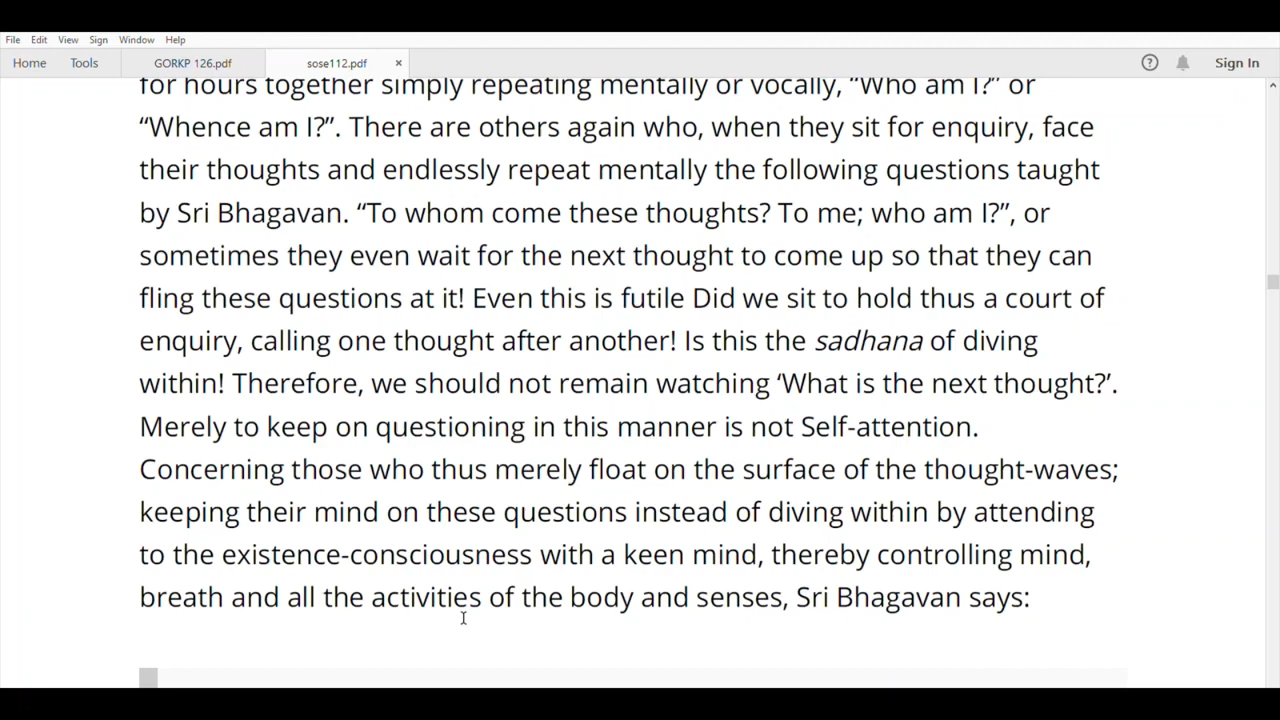 File Edit View Sign Window Help
Home Tools GORKP 126.pdf sose112.pdf × ? Sign In
for hours together simply repeating mentally or vocally, “Who am I?” or
“Whence am I?”. There are others again who, when they sit for enquiry, face
their thoughts and endlessly repeat mentally the following questions taught
by Sri Bhagavan. “To whom come these thoughts? To me; who am I?”, or
sometimes they even wait for the next thought to come up so that they can
fling these questions at it! Even this is futile Did we sit to hold thus a court of
enquiry, calling one thought after another! Is this the sadhana of diving
within! Therefore, we should not remain watching ‘What is the next thought?’.
Merely to keep on questioning in this manner is not Self-attention.
Concerning those who thus merely float on the surface of the thought-waves;
keeping their mind on these questions instead of diving within by attending
to the existence-consciousness with a keen mind, thereby controlling mind,
breath and all the activities of the body and senses, Sri Bhagavan says: